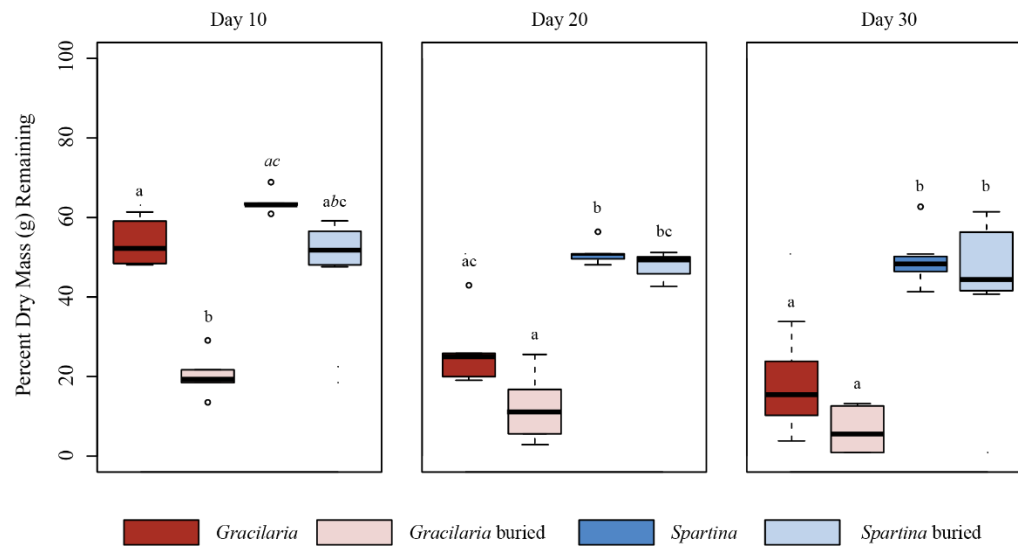 Day 10
Day 20
Day 30
Percent Dry Mass (g) Remaining
100
80
60
40
20
0
a
b
ac
abc
ac
a
b
bc
a
a
b
b
Gracilaria
Gracilaria buried
Spartina
Spartina buried